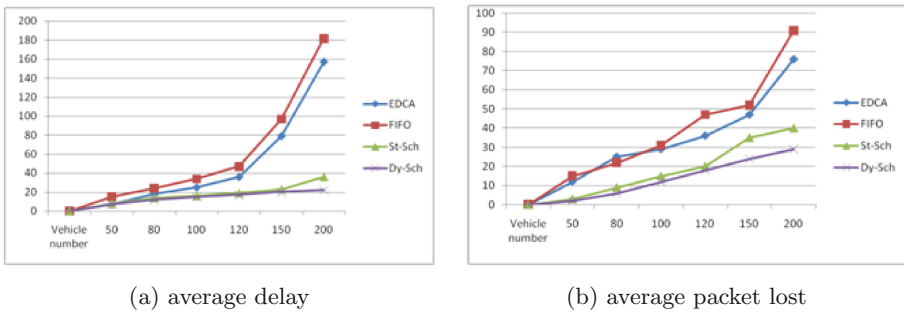 200
180
160
140
120
100
80
60
40
20
0
Vehicle number 50 80 100 120 150 200
EDCA
FIFO
St-Sch
Dy-Sch
(a) average delay
100
90
80
70
60
50
40
30
20
10
0
Vehicle number 50 80 100 120 150 200
EDCA
FIFO
St-Sch
Dy-Sch
(b) average packet lost